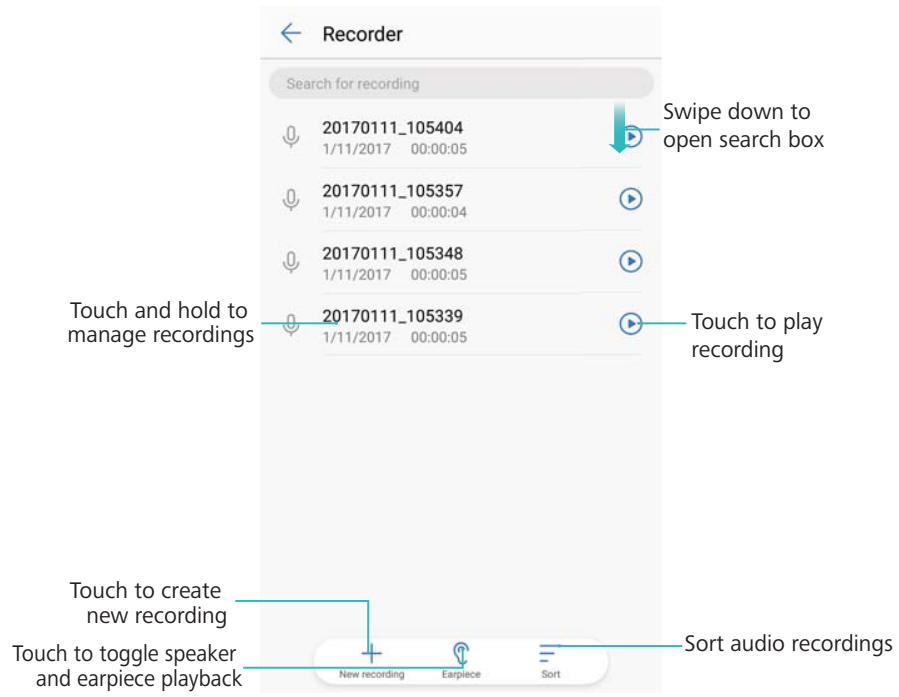 Recorder
Search for recording
Swipe down to
open search box
20170111_105404
1/11/2017 00:00:05
20170111_105357
1/11/2017 00:00:04
20170111_105348
1/11/2017 00:00:05
Touch and hold to
manage recordings
20170111_105339
1/11/2017 00:00:05
Touch to play
recording
Touch to create
new recording
Touch to toggle speaker
and earpiece playback
New recording
Earpiece
Sort
Sort audio recordings